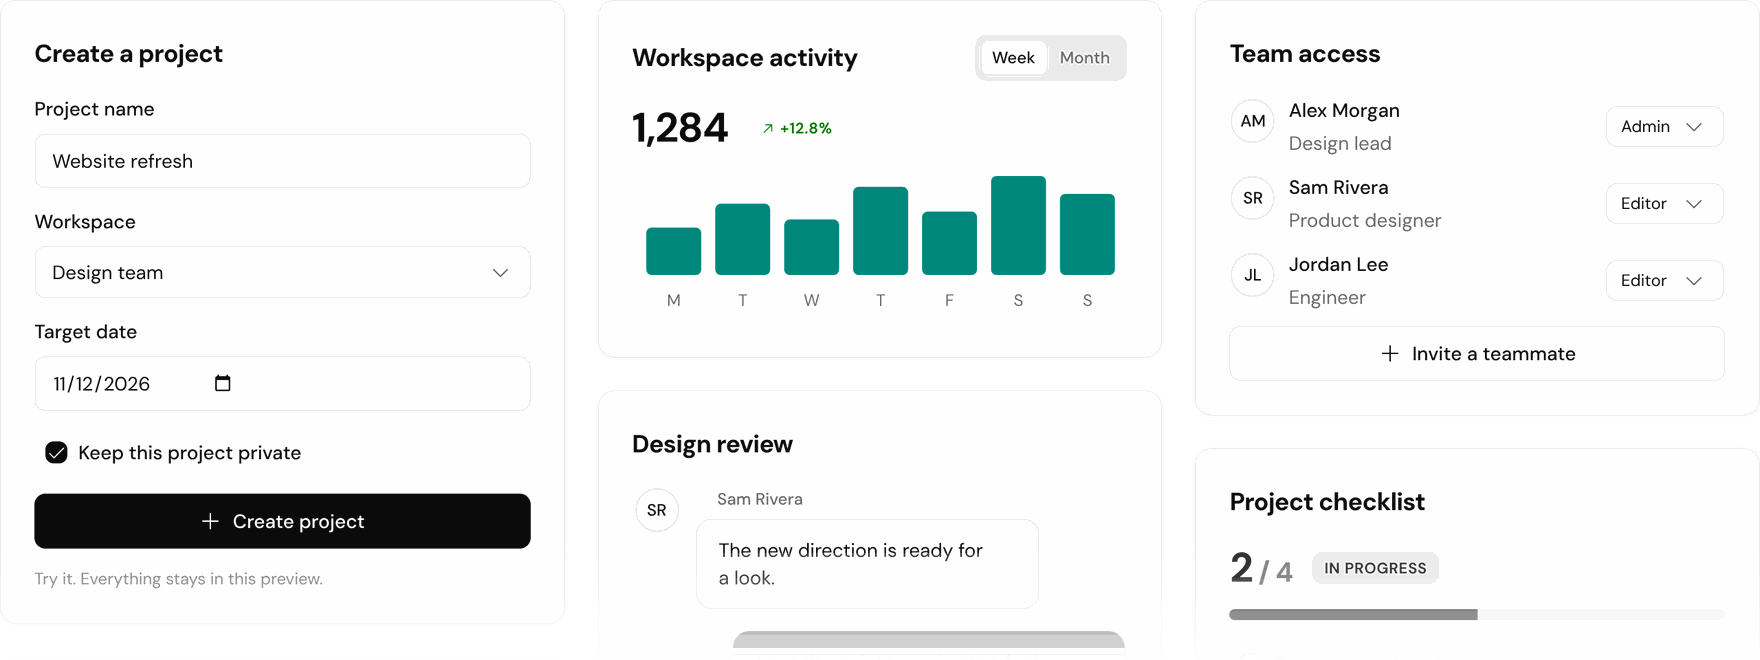 Create a project
Project name
Website refresh
Workspace
Design team
Target date
11/12/2026
Keep this project private
Create project
Try it. Everything stays in this preview.
Workspace activity
Week
Month
1,284
+12.8%
M T W T F S S
Design review
SR
Sam Rivera
The new direction is ready for
a look.
Team access
AM
Alex Morgan
Design lead
Admin
SR
Sam Rivera
Product designer
Editor
JL
Jordan Lee
Engineer
Editor
Invite a teammate
Project checklist
2 / 4
IN PROGRESS